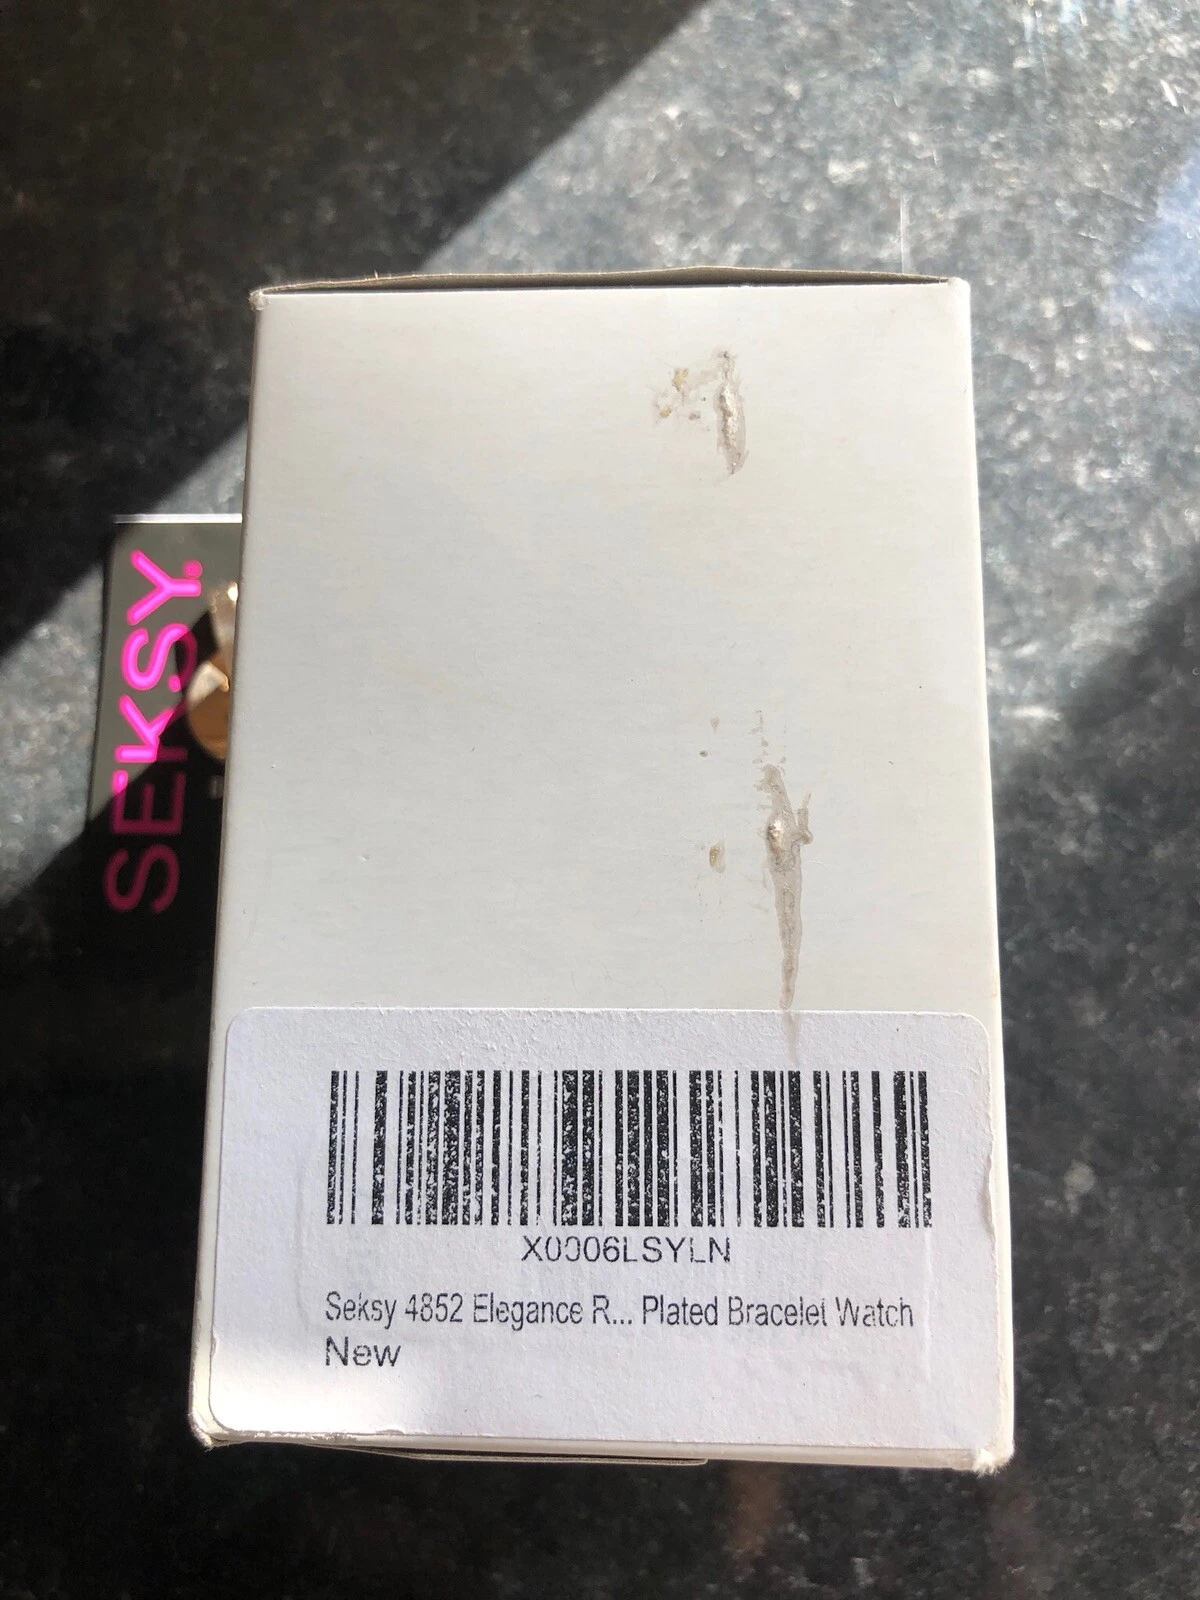 SEKSY.
X0006LSYLN
Seksy 4852 Elegance R... Plated Bracelet Watch
New